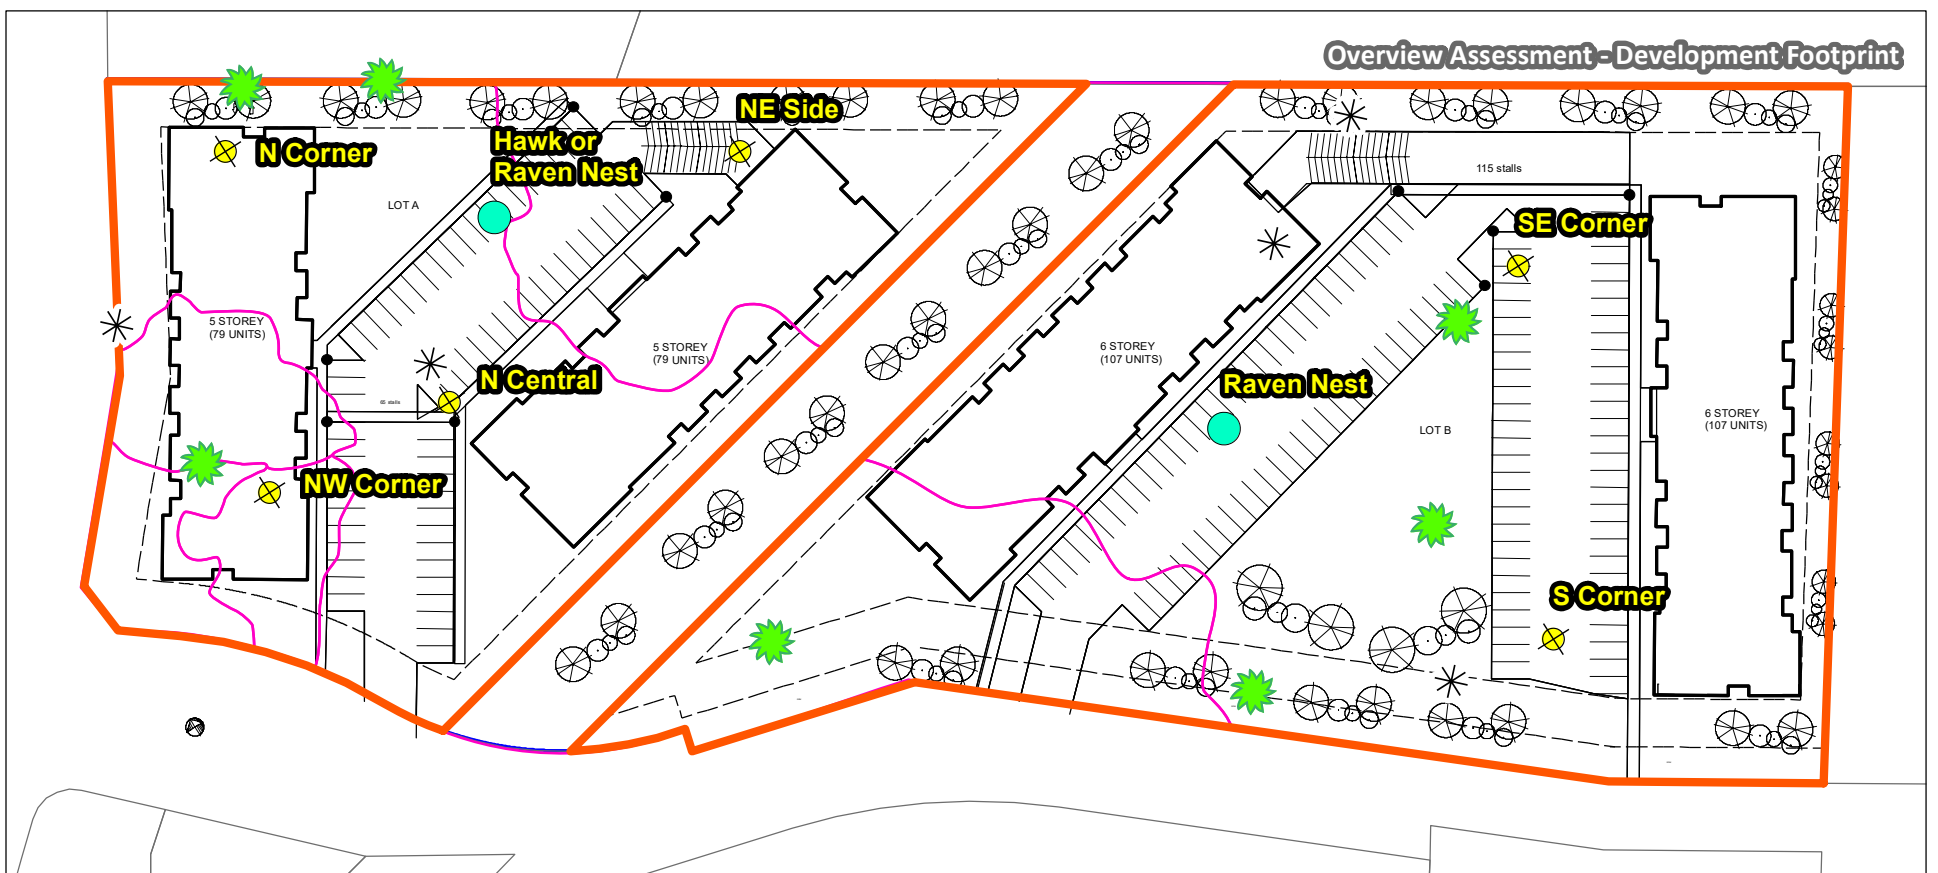 Overview Assessment - Development Footprint
NE Side
N Corner
Hawk or
Raven Nest
115 stalls
LOT A
SE Corner
5 STOREY
(79 UNITS)
5 STOREY
(79 UNITS)
6 STOREY
(107 UNITS)
N Central
Raven Nest
85 stalls
6 STOREY
(107 UNITS)
LOT B
NW Corner
S Corner